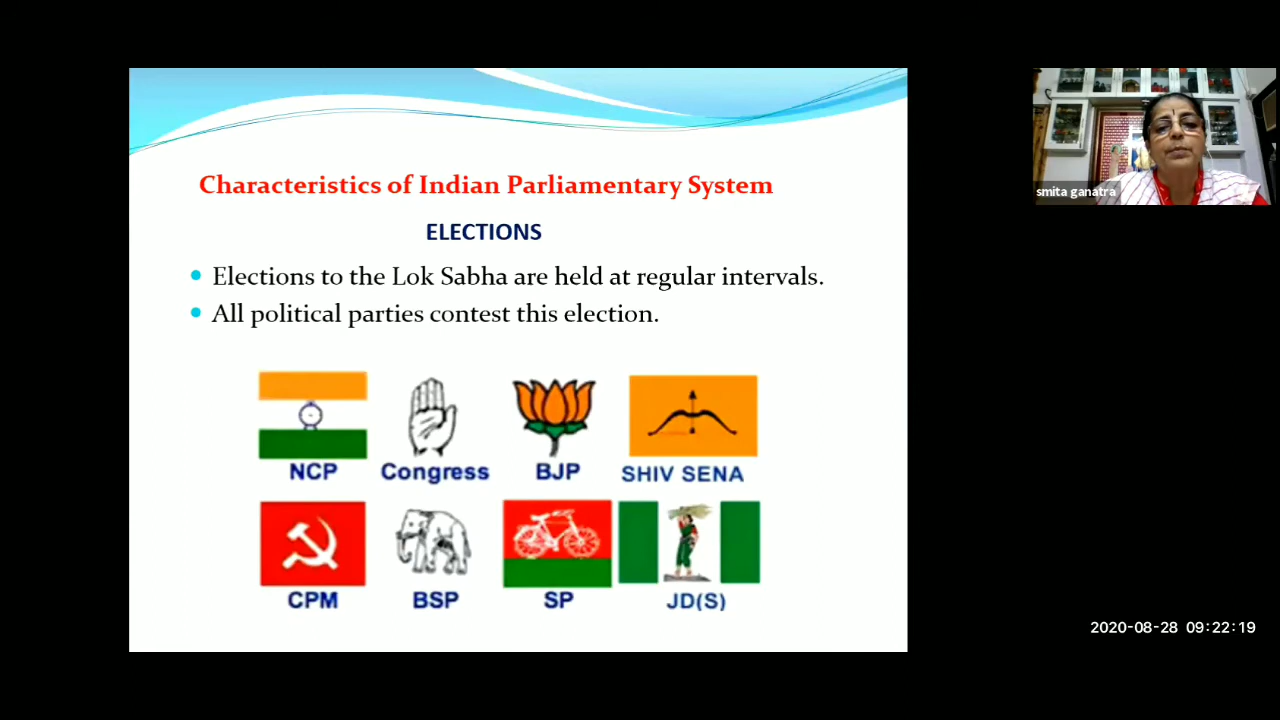 Characteristics of Indian Parliamentary System
ELECTIONS
Elections to the Lok Sabha are held at regular intervals.
All political parties contest this election.
NCP Congress BJP SHIV SENA
CPM BSP SP JD(S)
smita ganatra
2020-08-28 09:22:19